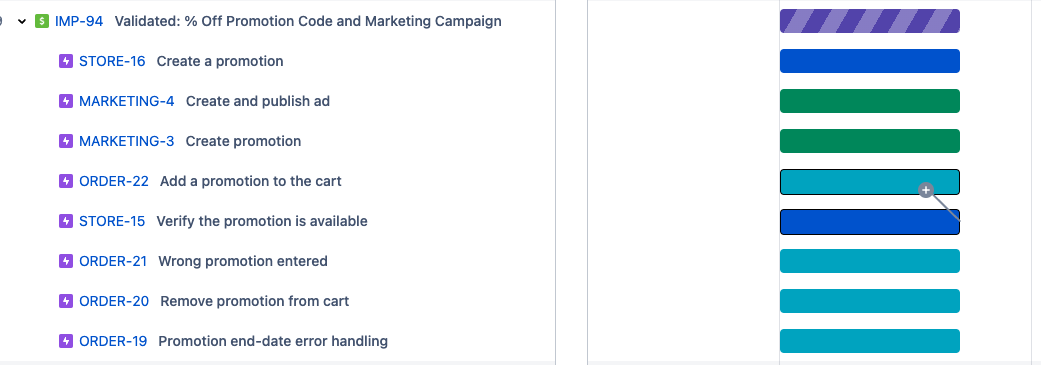 IMP-94 Validated: % Off Promotion Code and Marketing Campaign
STORE-16 Create a promotion
MARKETING-4 Create and publish ad
MARKETING-3 Create promotion
ORDER-22 Add a promotion to the cart
STORE-15 Verify the promotion is available
ORDER-21 Wrong promotion entered
ORDER-20 Remove promotion from cart
ORDER-19 Promotion end-date error handling